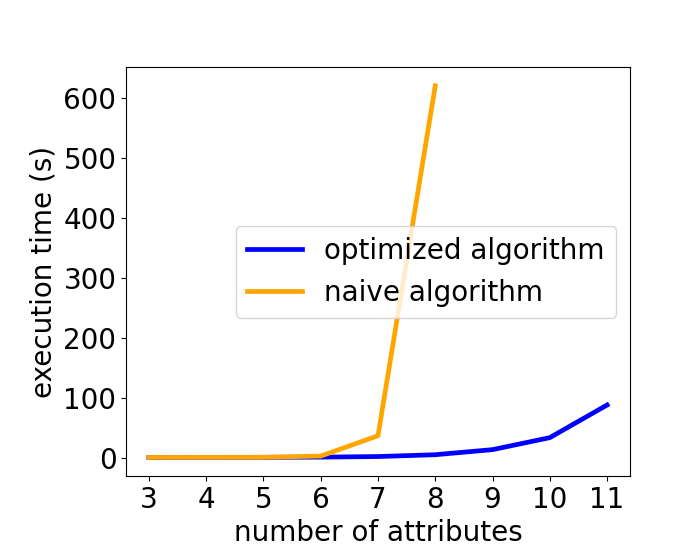 600
500
400
300
200
100
0
execution time (s)
optimized algorithm
naive algorithm
3 4 5 6 7 8 9 10 11
number of attributes